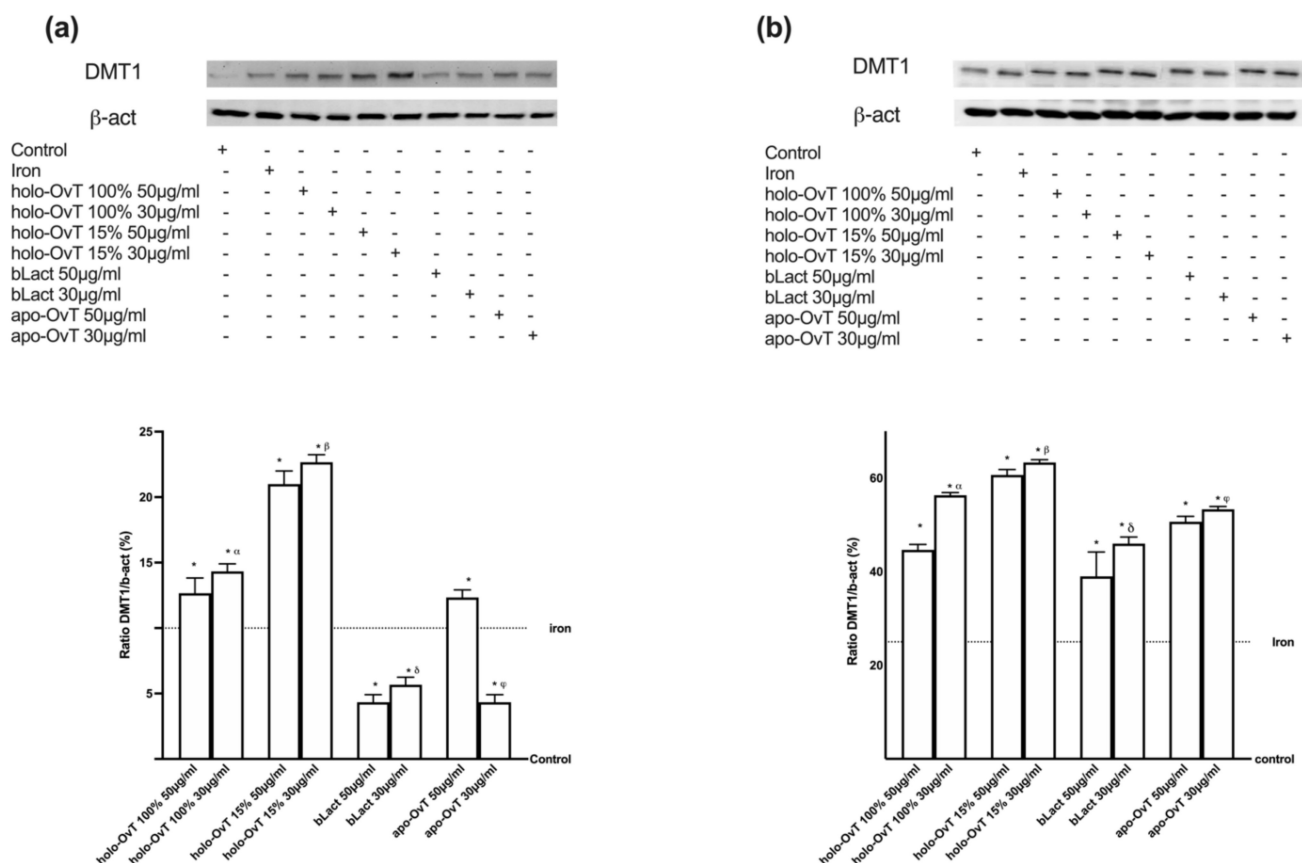 (a)
DMT1
β-act
Control + - - - - - - - - -
Iron - + - - - - - - - -
holo-OvT 100% 50µg/ml - - + - - - - - - -
holo-OvT 100% 30µg/ml - - - + - - - - - -
holo-OvT 15% 50µg/ml - - - - + - - - - -
holo-OvT 15% 30µg/ml - - - - - + - - - -
bLact 50µg/ml - - - - - - + - - -
bLact 30µg/ml - - - - - - - + - -
apo-OvT 50µg/ml - - - - - - - - + -
apo-OvT 30µg/ml - - - - - - - - - +
Ratio DMT1/b-act (%)
25
20
15
5
* * α * * β * * δ * * φ
iron
Control
holo-OvT 100% 50µg/ml
holo-OvT 100% 30µg/ml
holo-OvT 15% 50µg/ml
holo-OvT 15% 30µg/ml
bLact 50µg/ml
bLact 30µg/ml
apo-OvT 50µg/ml
apo-OvT 30µg/ml
(b)
DMT1
β-act
Control + - - - - - - - - -
Iron - + - - - - - - - -
holo-OvT 100% 50µg/ml - - + - - - - - - -
holo-OvT 100% 30µg/ml - - - + - - - - - -
holo-OvT 15% 50µg/ml - - - - + - - - - -
holo-OvT 15% 30µg/ml - - - - - + - - - -
bLact 50µg/ml - - - - - - + - - -
bLact 30µg/ml - - - - - - - + - -
apo-OvT 50µg/ml - - - - - - - - + -
apo-OvT 30µg/ml - - - - - - - - - +
Ratio DMT1/b-act (%)
60
40
20
* * α * * β * * δ * * φ
Iron
control
holo-OvT 100% 50µg/ml
holo-OvT 100% 30µg/ml
holo-OvT 15% 50µg/ml
holo-OvT 15% 30µg/ml
bLact 50µg/ml
bLact 30µg/ml
apo-OvT 50µg/ml
apo-OvT 30µg/ml